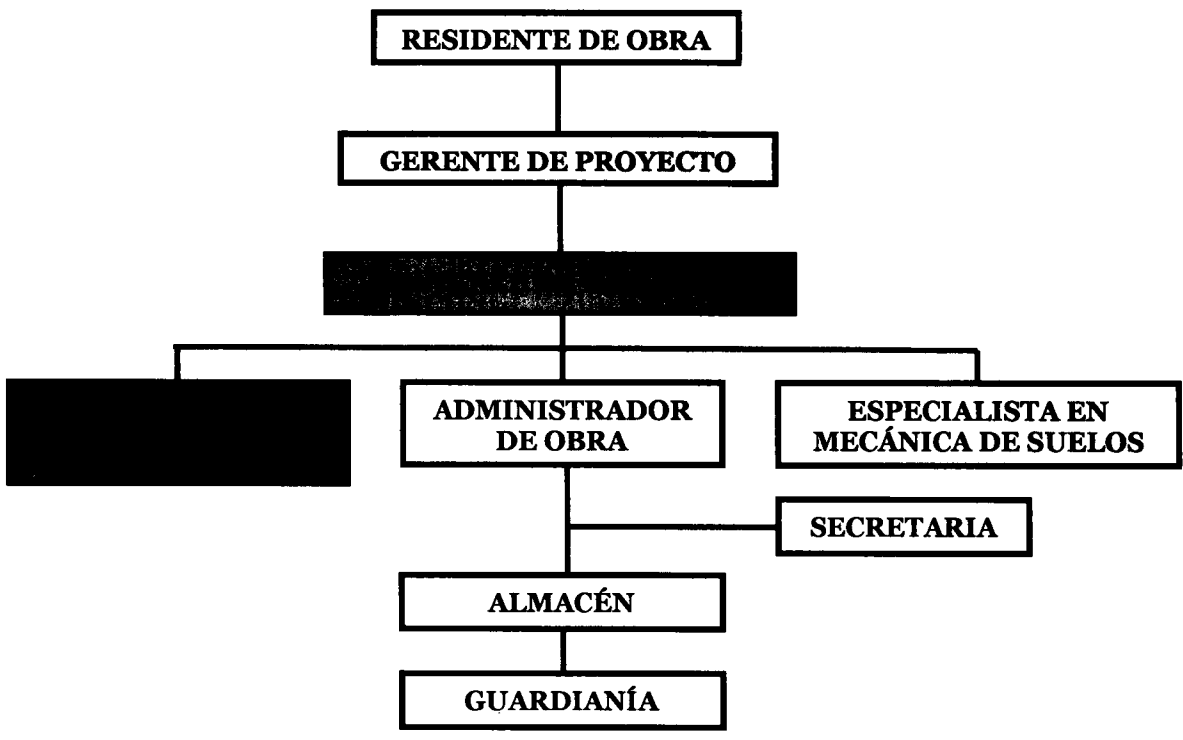 RESIDENTE DE OBRA
GERENTE DE PROYECTO
ADMINISTRADOR
DE OBRA
ESPECIALISTA EN
MECÁNICA DE SUELOS
SECRETARIA
ALMACÉN
GUARDIANÍA